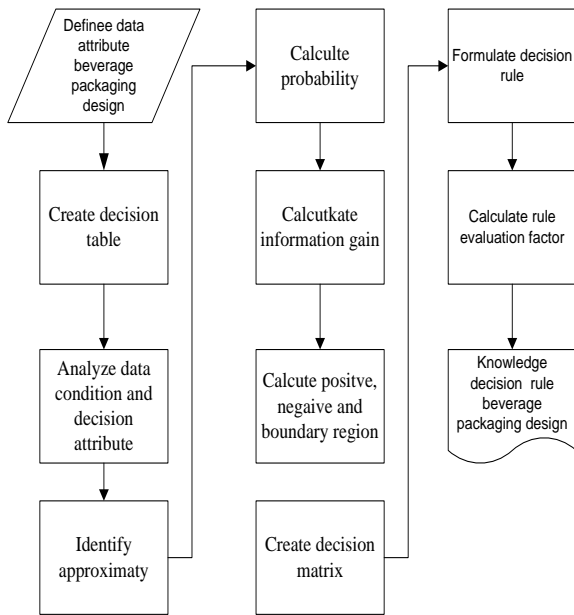 Definee data
attribute
beverage
packaging
design
Create decision
table
Analyze data
condition and
decision
attribute
Identify
approximaty
Calculte
probability
Calcutkate
information gain
Calcute positve,
negaive and
boundary region
Create decision
matrix
Formulate decision
rule
Calculate rule
evaluation factor
Knowledge
decision rule
beverage
packaging design